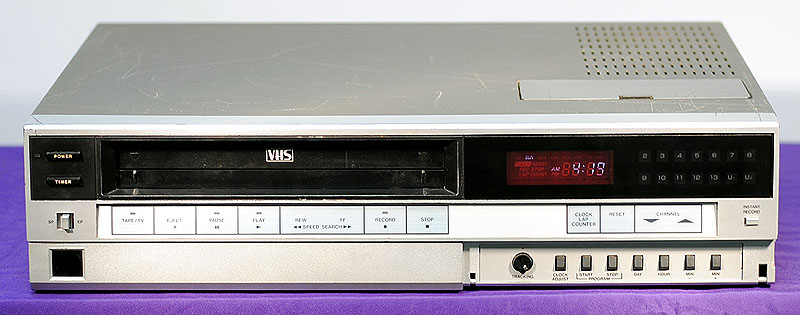 POWER
TIMER
VHS
SUN
AM 4:19
2 3 4 5 6 7 8
9 10 11 12 13 U U
SP EP
TAPE/TV EJECT PAUSE PLAY REW FF RECORD STOP
◀◀ SPEED SEARCH ▶▶
CLOCK
LAP
COUNTER
RESET
CHANNEL
INSTANT
RECORD
TRACKING
CLOCK
ADJUST
START STOP
PROGRAM
DAY HOUR MIN MIN